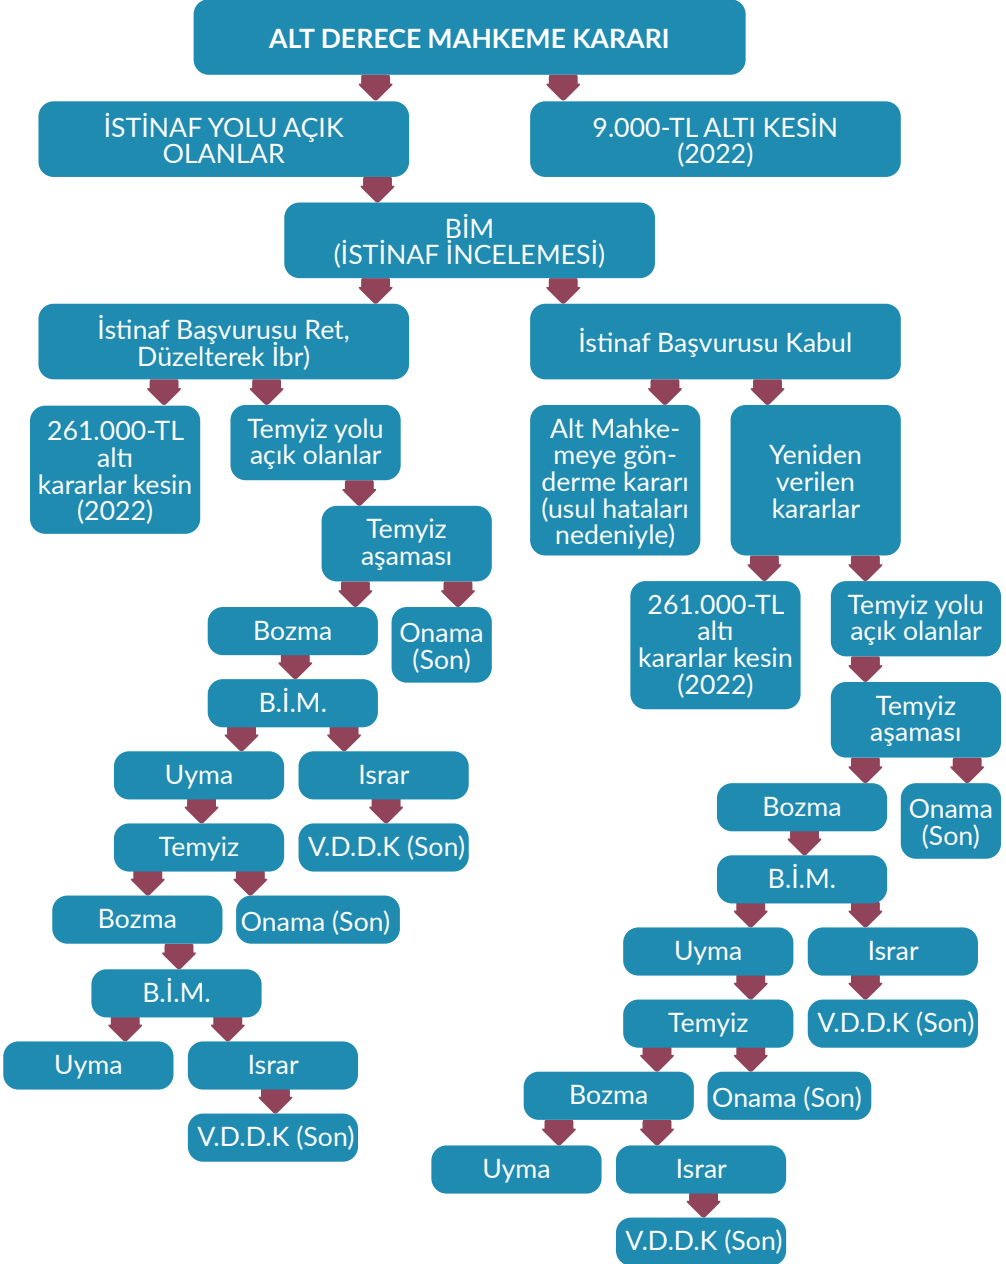 ALT DERECE MAHKEME KARARI
İSTİNAF YOLU AÇIK
OLANLAR
9.000-TL ALTI KESİN
(2022)
BİM
(İSTİNAF İNCELEMESİ)
İstinaf Başvurusu Ret,
Düzelterek İbr)
İstinaf Başvurusu Kabul
261.000-TL
altı
kararlar kesin
(2022)
Temyiz yolu
açık olanlar
Alt Mahke-
meye gön-
derme kararı
(usul hataları
nedeniyle)
Yeniden
verilen
kararlar
Temyiz
aşaması
Bozma
Onama
(Son)
B.İ.M.
Uyma
Israr
Temyiz
V.D.D.K (Son)
Bozma
Onama (Son)
B.İ.M.
Uyma
Israr
V.D.D.K (Son)
261.000-TL
altı
kararlar kesin
(2022)
Temyiz yolu
açık olanlar
Temyiz
aşaması
Bozma
Onama
(Son)
B.İ.M.
Uyma
Israr
Temyiz
V.D.D.K (Son)
Bozma
Onama (Son)
Uyma
Israr
V.D.D.K (Son)